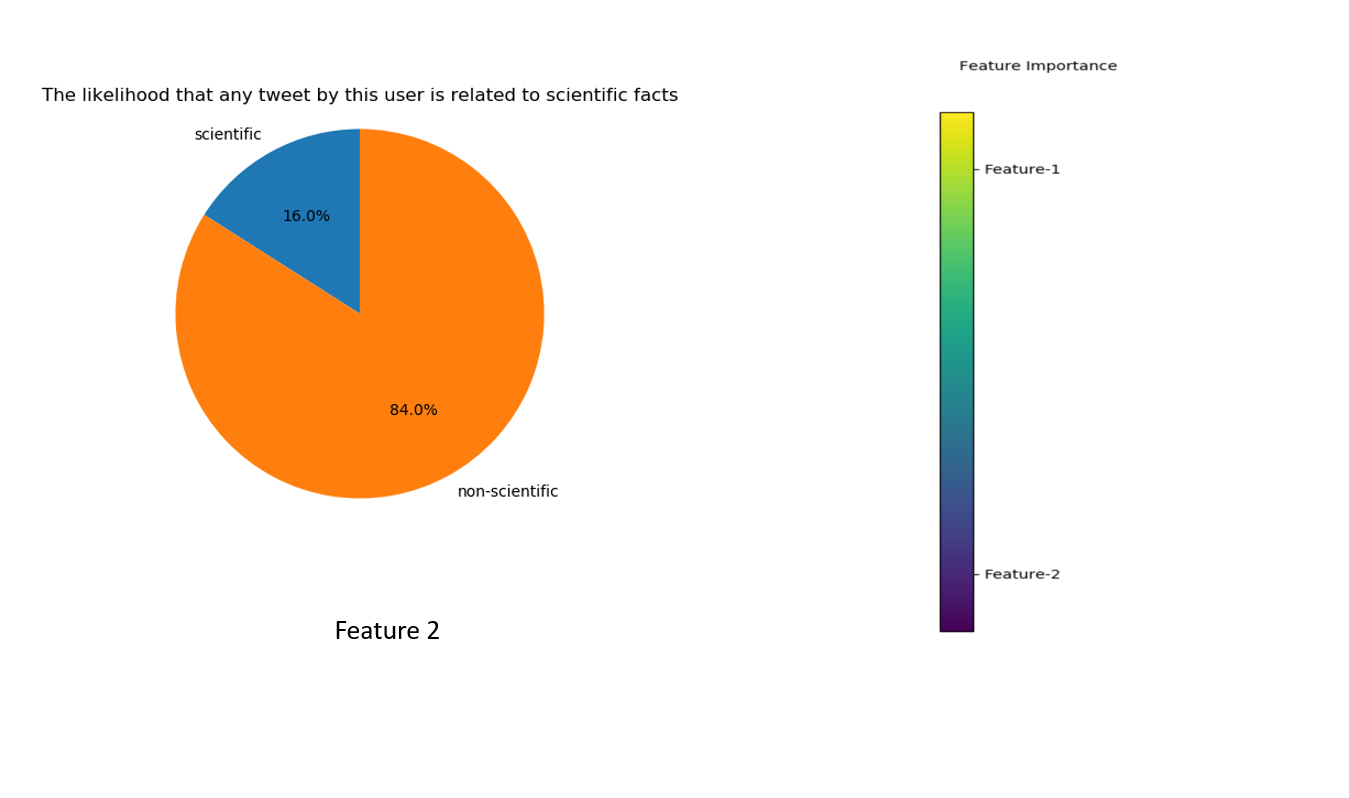 The likelihood that any tweet by this user is related to scientific facts
scientific
16.0%
84.0%
non-scientific
Feature 2
Feature Importance
Feature-1
Feature-2